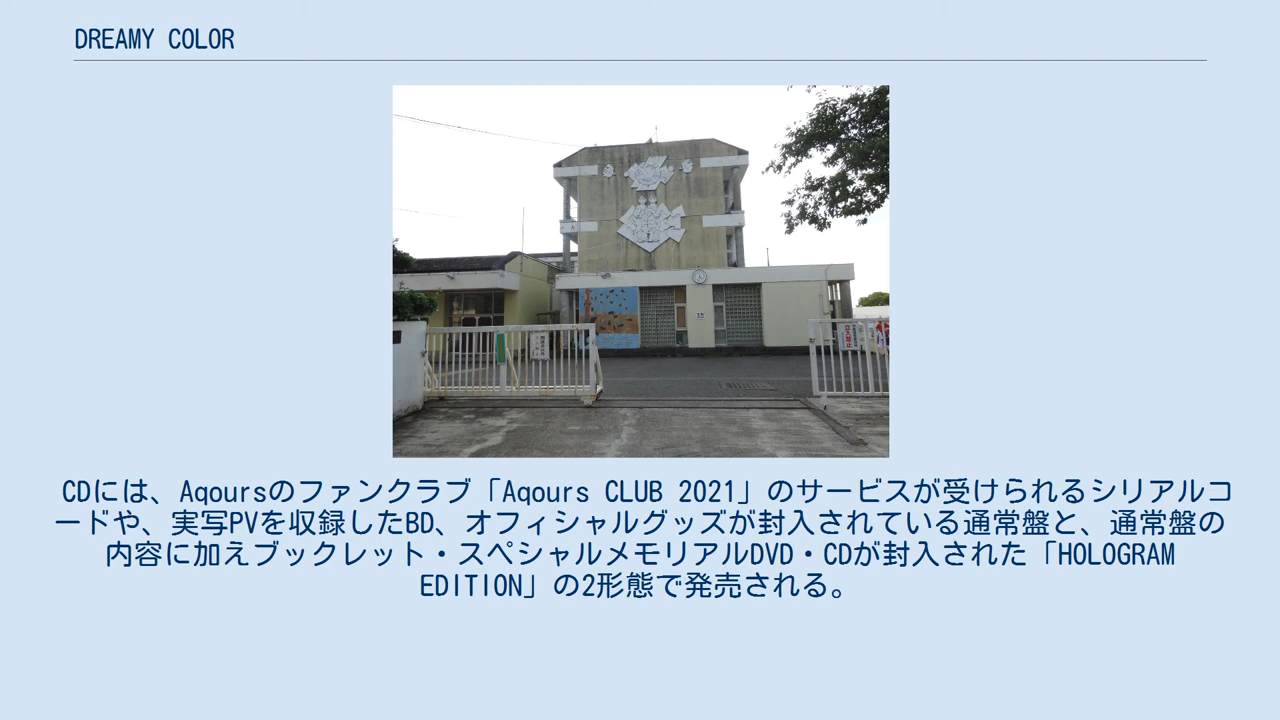 DREAMY COLOR
立入禁止
CDには、Aqoursのファンクラブ「Aqours CLUB 2021」のサービスが受けられるシリアルコ
ードや、実写PVを収録したBD、オフィシャルグッズが封入されている通常盤と、通常盤の
内容に加えブックレット・スペシャルメモリアルDVD・CDが封入された「HOLOGRAM
EDITION」の2形態で発売される。